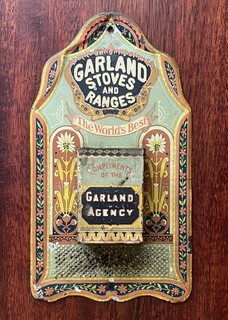 GARLAND
STOVES
AND
RANGES
The World's Best
COMPLIMENTS
OF THE
GARLAND
AGENCY